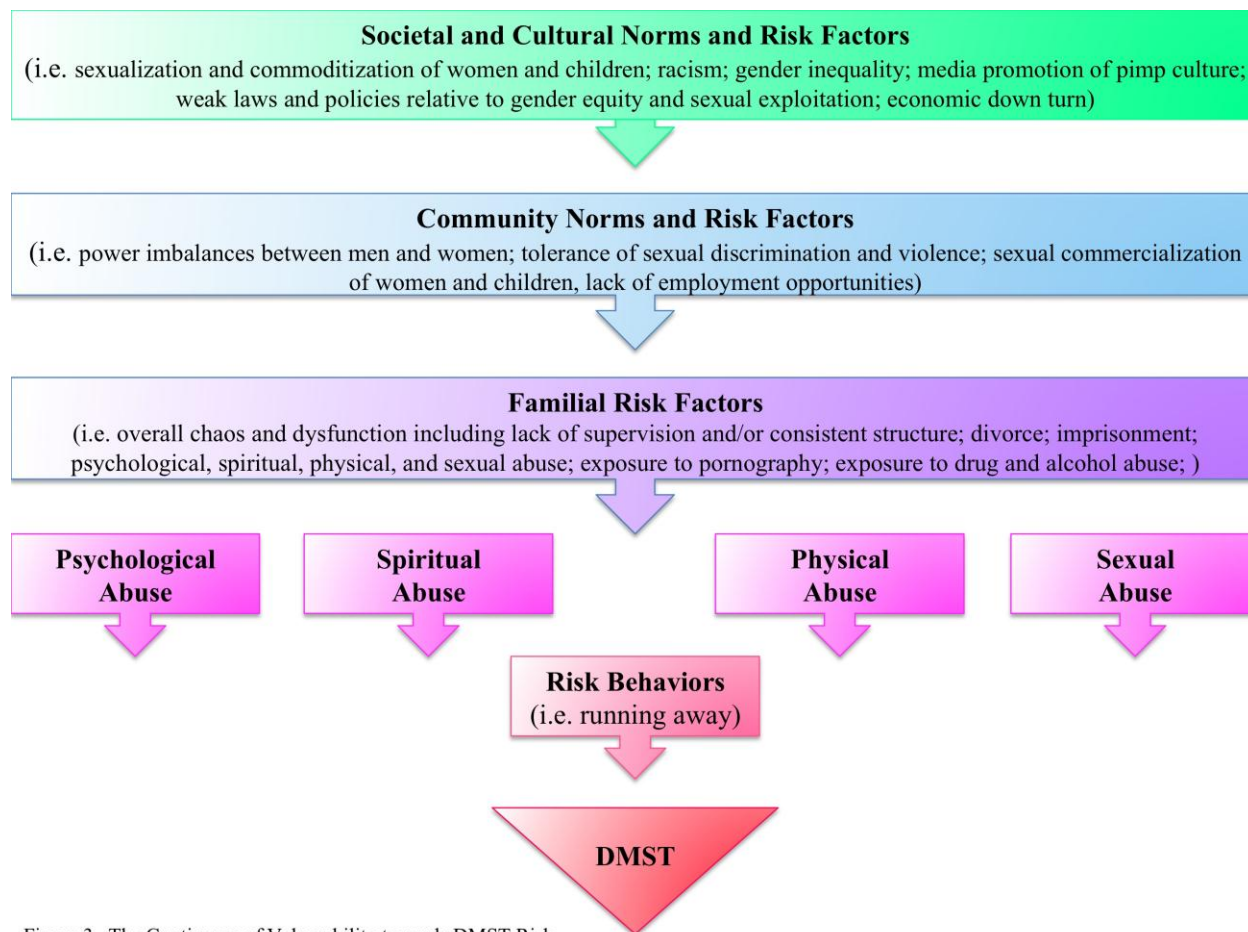 Societal and Cultural Norms and Risk Factors
(i.e. sexualization and commoditization of women and children; racism; gender inequality; media promotion of pimp culture;
weak laws and policies relative to gender equity and sexual exploitation; economic down turn)
Community Norms and Risk Factors
(i.e. power imbalances between men and women; tolerance of sexual discrimination and violence; sexual commercialization
of women and children, lack of employment opportunities)
Familial Risk Factors
(i.e. overall chaos and dysfunction including lack of supervision and/or consistent structure; divorce; imprisonment;
psychological, spiritual, physical, and sexual abuse; exposure to pornography; exposure to drug and alcohol abuse; )
Psychological
Abuse
Spiritual
Abuse
Physical
Abuse
Sexual
Abuse
Risk Behaviors
(i.e. running away)
DMST